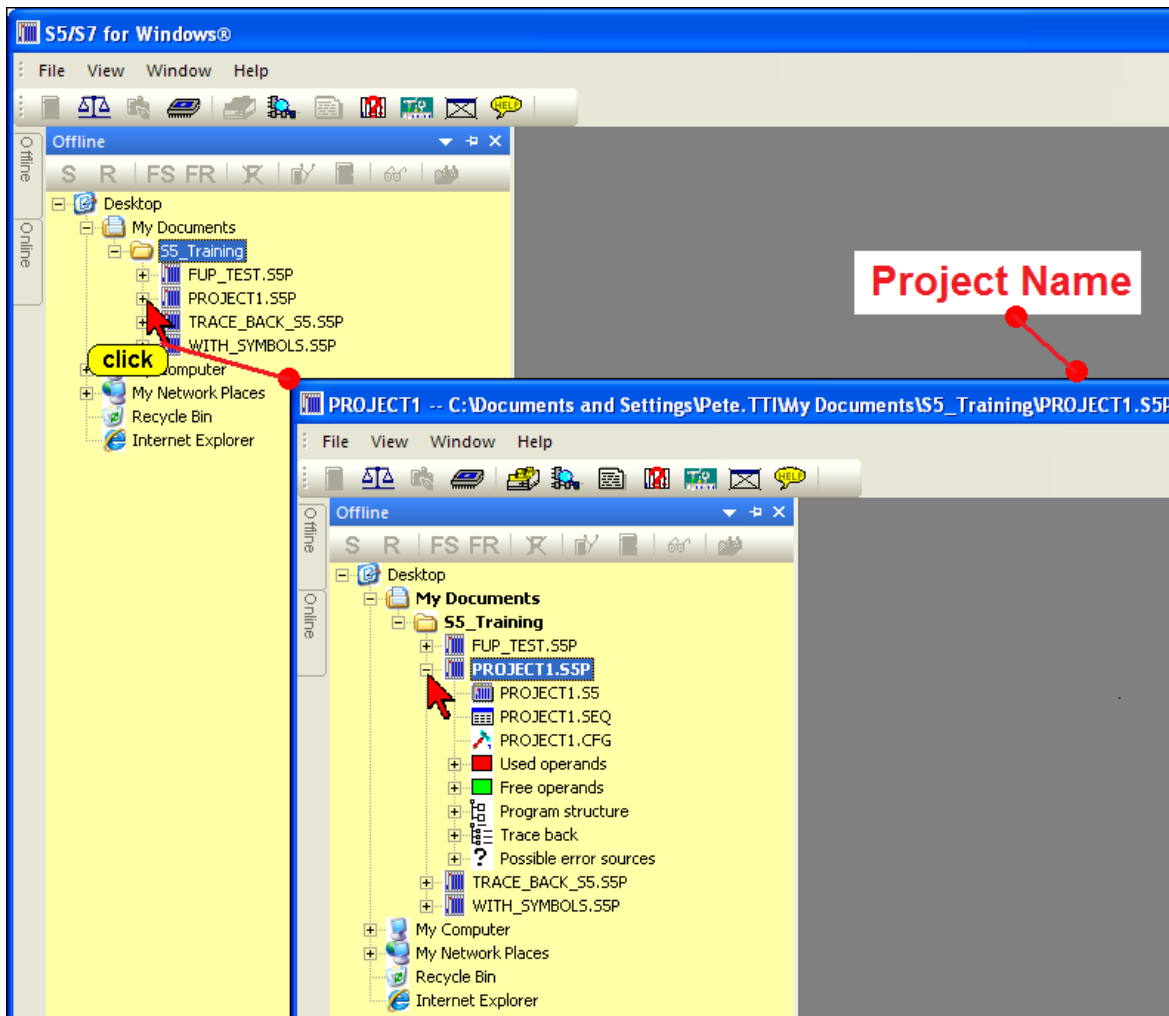 S5/S7 for Windows®
File View Window Help
HELP
Offline
Offline
Online
S R FS FR
Desktop
My Documents
S5_Training
FUP_TEST.S5P
PROJECT1.S5P
TRACE_BACK_S5.S5P
WITH_SYMBOLS.S5P
click
My Network Places
Recycle Bin
Internet Explorer
Project Name
PROJECT1 -- C:\Documents and Settings\Pete.TTI\My Documents\S5_Training\PROJECT1.S5P
File View Window Help
HELP
Offline
Offline
Online
S R FS FR
Desktop
My Documents
S5_Training
FUP_TEST.S5P
PROJECT1.S5P
PROJECT1.S5
PROJECT1.SEQ
PROJECT1.CFG
Used operands
Free operands
Program structure
Trace back
? Possible error sources
TRACE_BACK_S5.S5P
WITH_SYMBOLS.S5P
My Computer
My Network Places
Recycle Bin
Internet Explorer